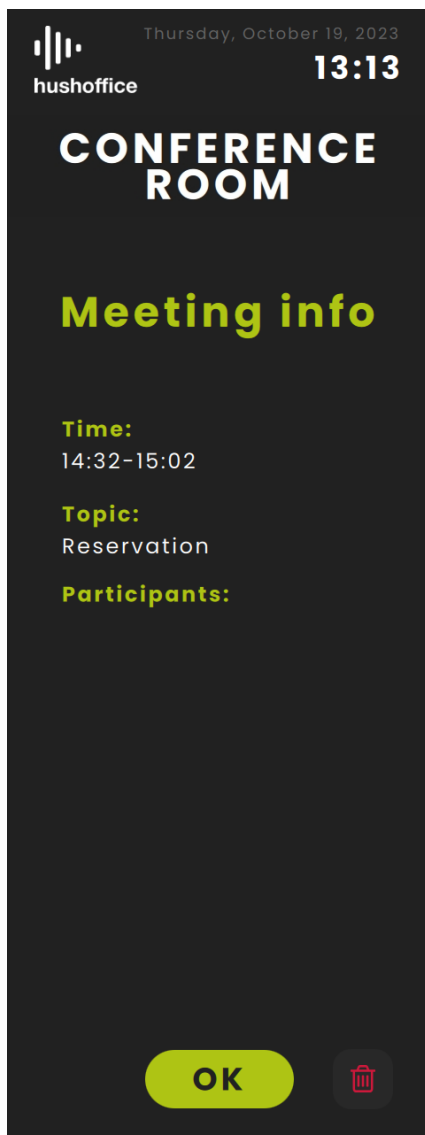 Thursday, October 19, 2023
13:13
hushoffice
CONFERENCE
ROOM
Meeting info
Time:
14:32-15:02
Topic:
Reservation
Participants:
OK